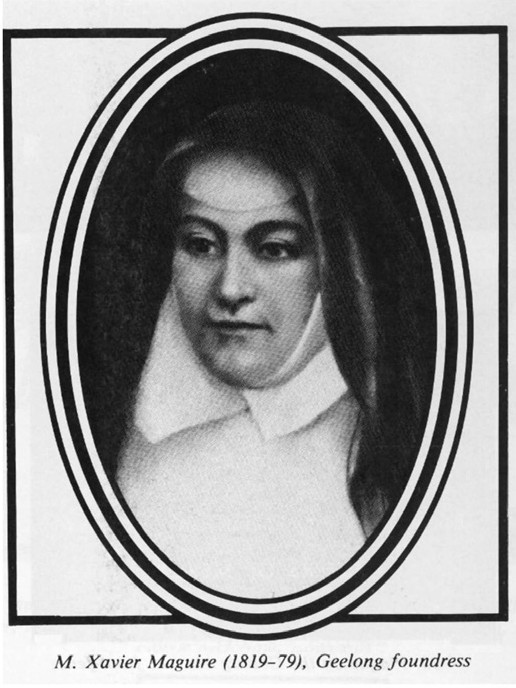 M. Xavier Maguire (1819–79), Geelong foundress